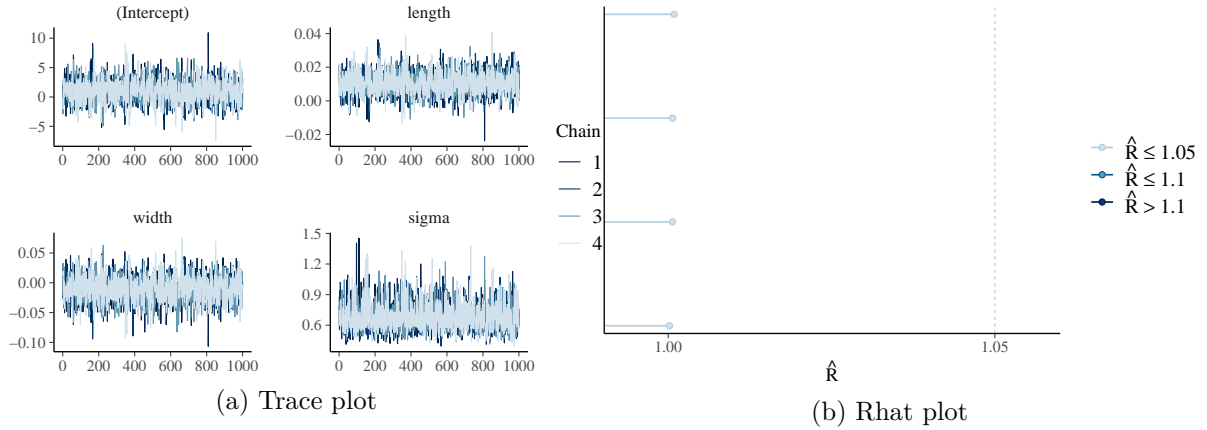 (Intercept)
length
10
5
0
−5
0 200 400 600 800 1000
0.04
0.02
0.00
−0.02
0 200 400 600 800 1000
width
sigma
0.05
0.00
−0.05
−0.10
0 200 400 600 800 1000
1.5
1.2
0.9
0.6
0 200 400 600 800 1000
Chain
1
2
3
4
(a) Trace plot
1.00 1.05
R̂
R̂ ≤ 1.05
R̂ ≤ 1.1
R̂ > 1.1
(b) Rhat plot